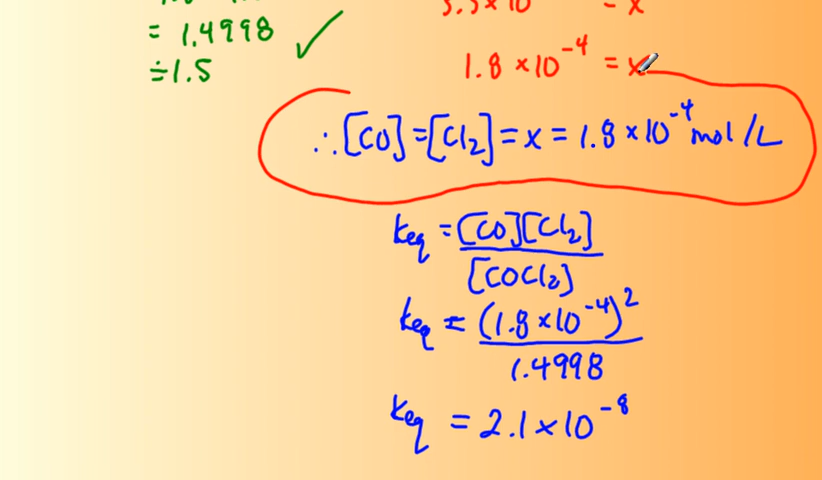 = 1.4998 ✓
≐ 1.5
= x
1.8 × 10⁻⁴ = x
∴ [CO] = [Cl₂] = x = 1.8 × 10⁻⁴ mol/L
keq = [CO][Cl₂]
[COCl₂]
keq = (1.8 × 10⁻⁴)²
1.4998
keq = 2.1 × 10⁻⁸